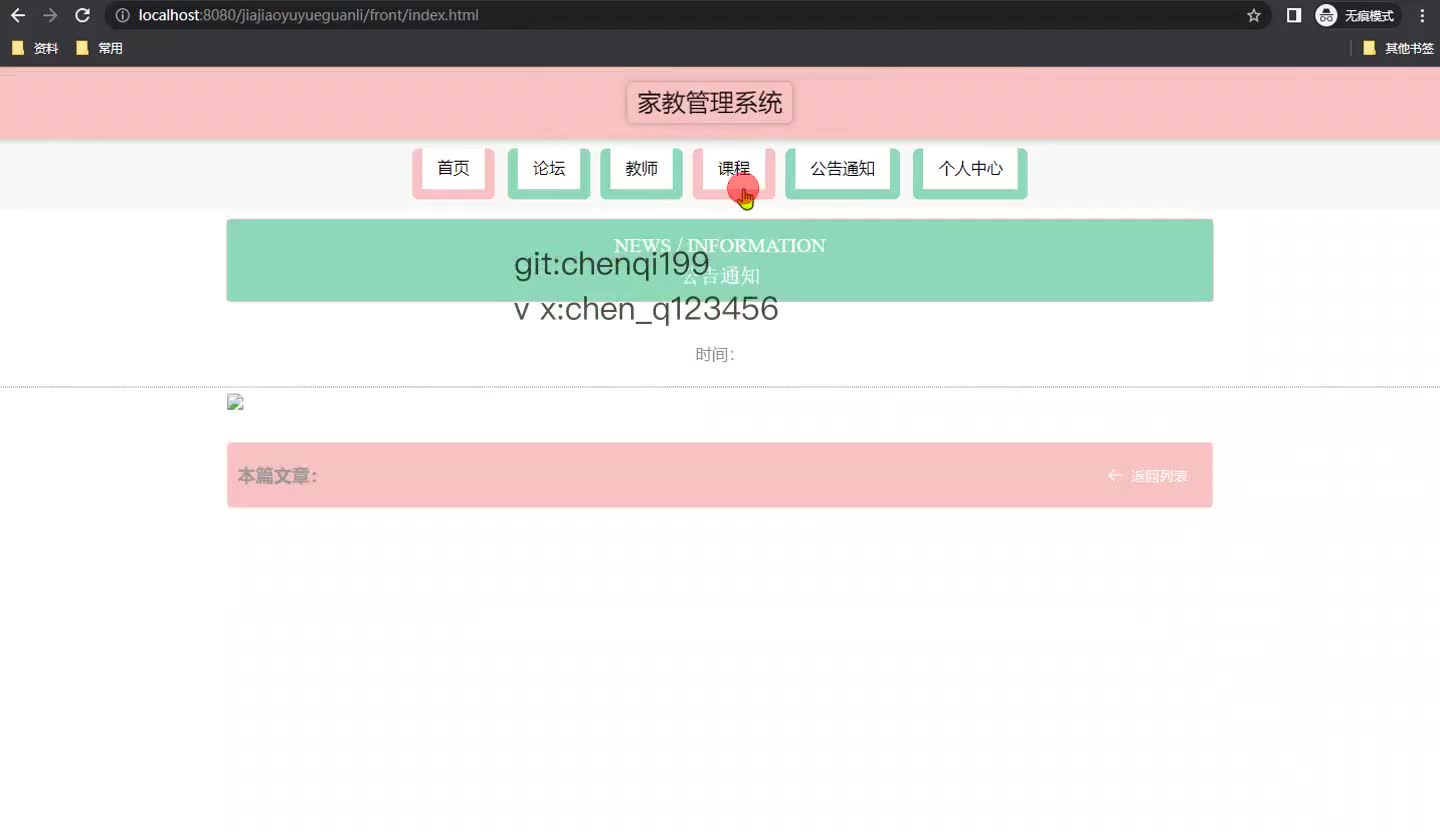 localhost:8080/jiajiaoyuyueguanli/front/index.html
无痕模式
资料
常用
其他书签
家教管理系统
首页
论坛
教师
课程
公告通知
个人中心
NEWS / INFORMATION
git:chenqi199
公告通知
v x:chen_q123456
时间：
本篇文章：
← 返回列表